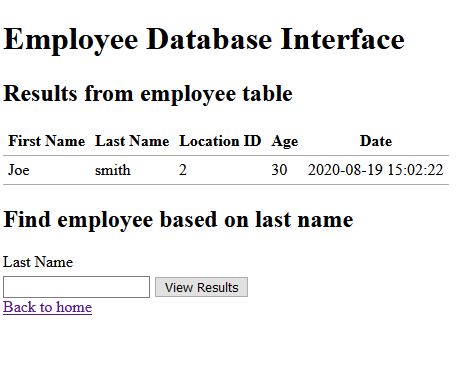 Employee Database Interface
Results from employee table
First Name Last Name Location ID Age Date
Joe smith 2 30 2020-08-19 15:02:22
Find employee based on last name
Last Name
View Results
Back to home